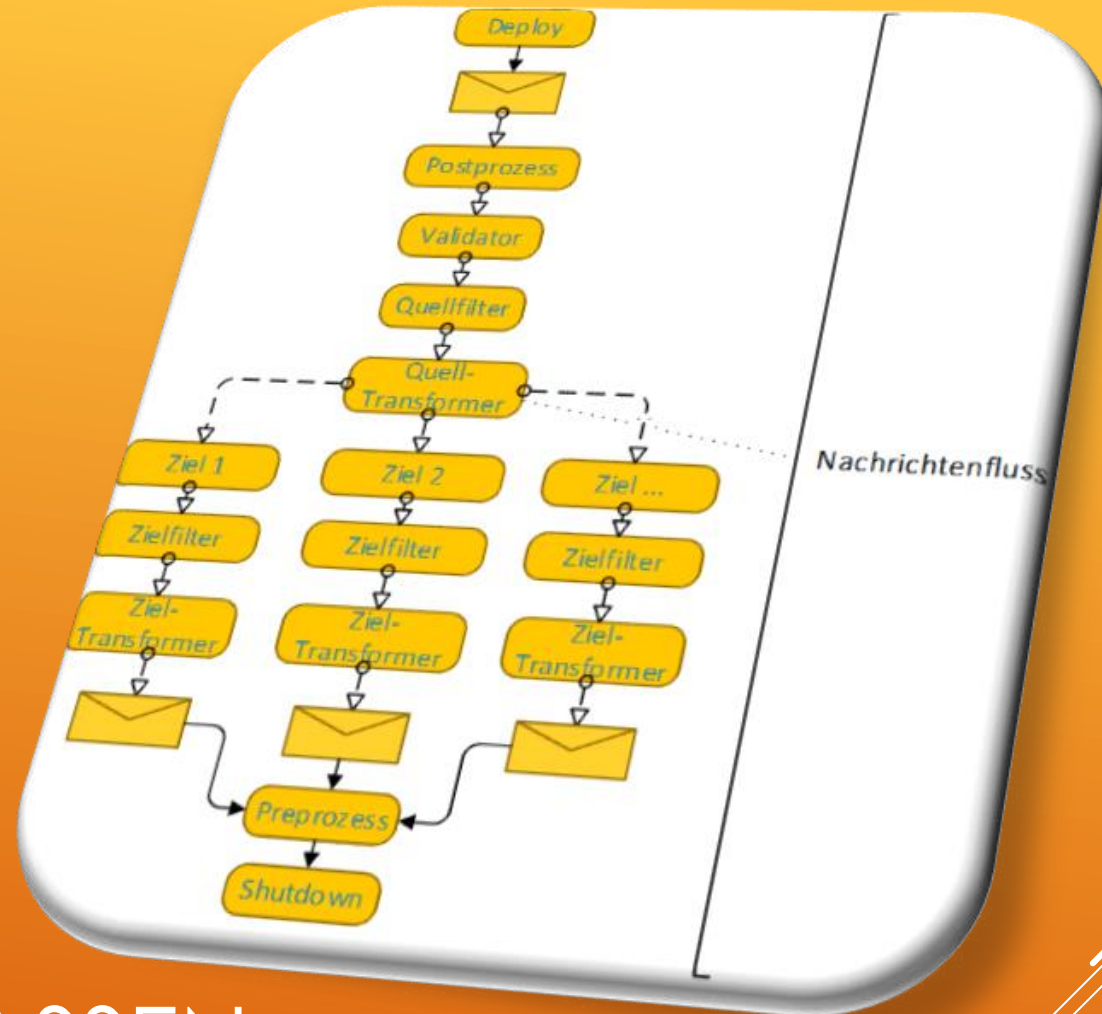 Deploy
Postprozess
Validator
Quellfilter
Quell-
Transformer
Ziel 1
Ziel 2
Ziel ...
Nachrichtenfluss
Zielfilter
Zielfilter
Zielfilter
Ziel-
Transformer
Ziel-
Transformer
Ziel-
Transformer
Preprozess
Shutdown